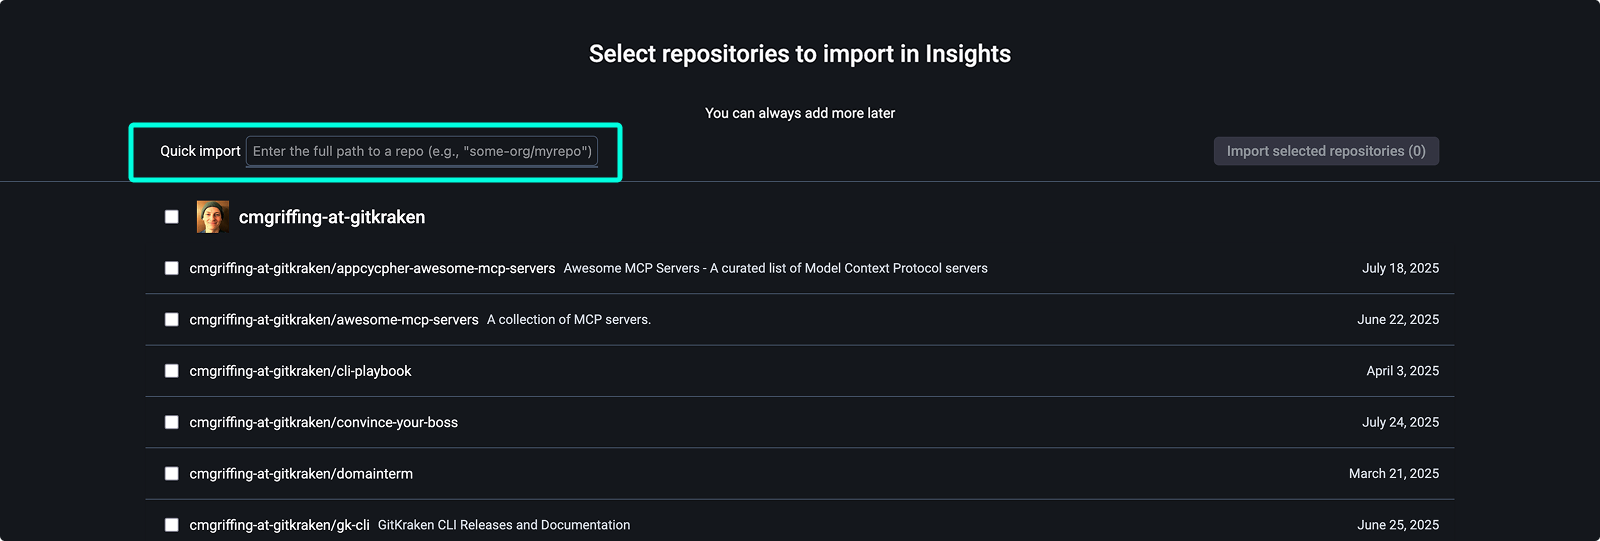 Select repositories to import in Insights
You can always add more later
Quick import Enter the full path to a repo (e.g., "some-org/myrepo") Import selected repositories (0)
cmgriffing-at-gitkraken
cmgriffing-at-gitkraken/appcycpher-awesome-mcp-servers Awesome MCP Servers - A curated list of Model Context Protocol servers July 18, 2025
cmgriffing-at-gitkraken/awesome-mcp-servers A collection of MCP servers. June 22, 2025
cmgriffing-at-gitkraken/cli-playbook April 3, 2025
cmgriffing-at-gitkraken/convince-your-boss July 24, 2025
cmgriffing-at-gitkraken/domainterm March 21, 2025
cmgriffing-at-gitkraken/gk-cli GitKraken CLI Releases and Documentation June 25, 2025